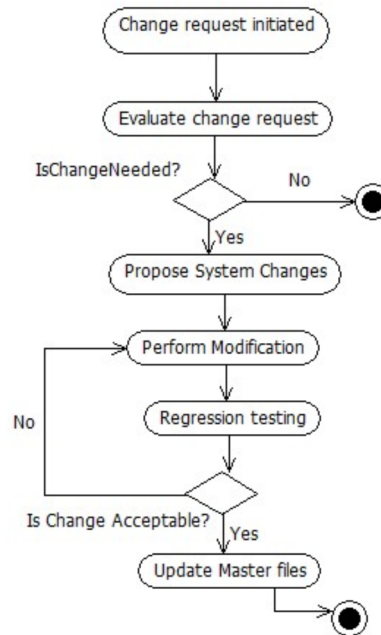 Change request initiated
Evaluate change request
IsChangeNeeded?
No
Yes
Propose System Changes
Perform Modification
Regression testing
No
Is Change Acceptable?
Yes
Update Master files